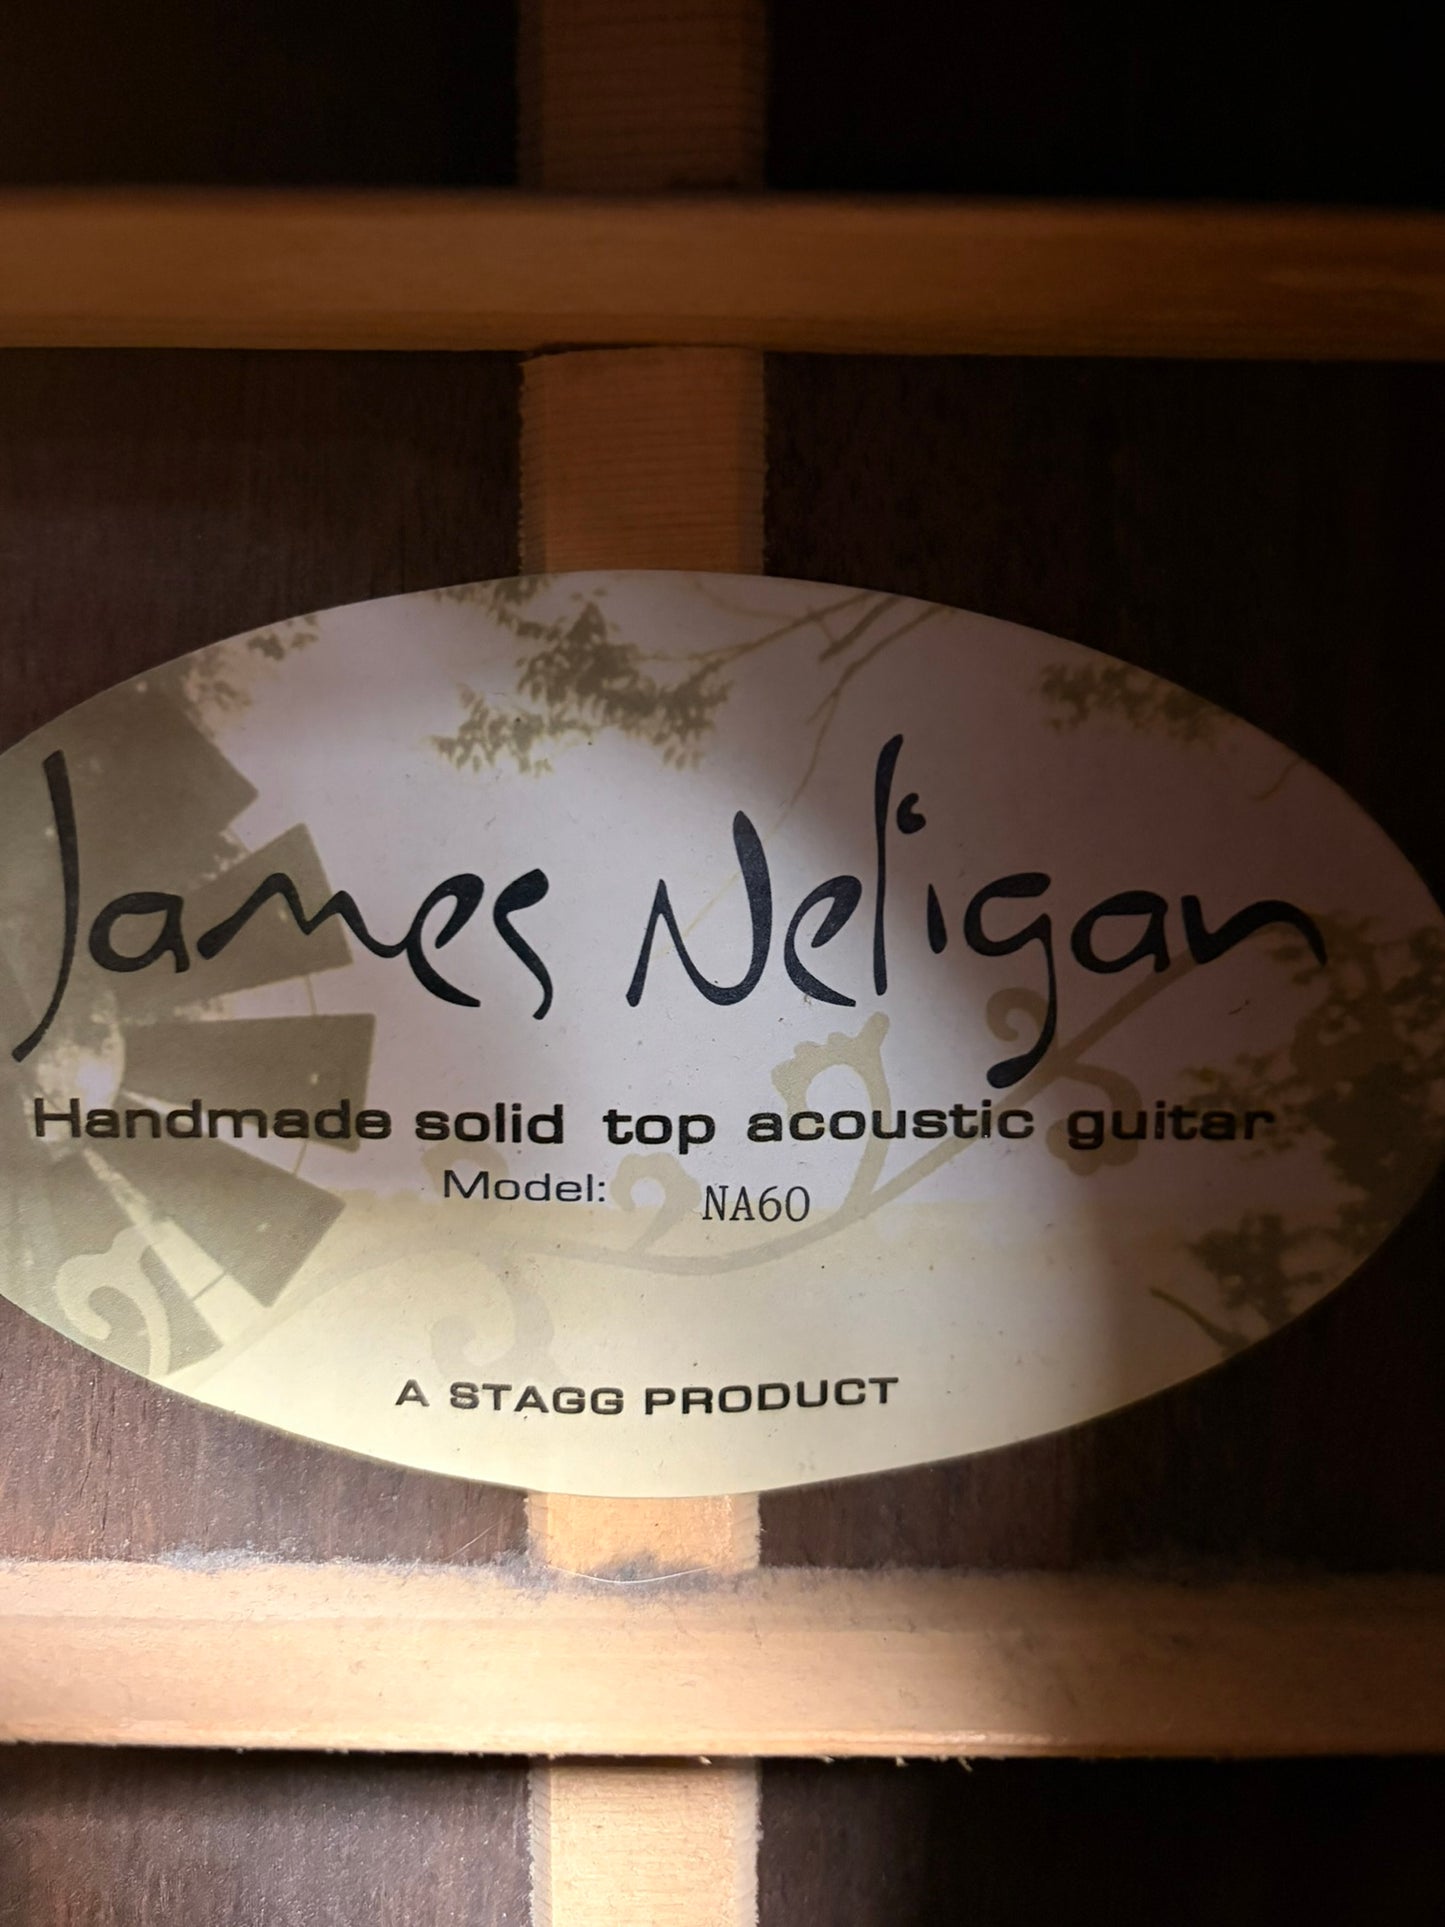 James Neligan
Handmade solid top acoustic guitar
Model: NA60
A STAGG PRODUCT